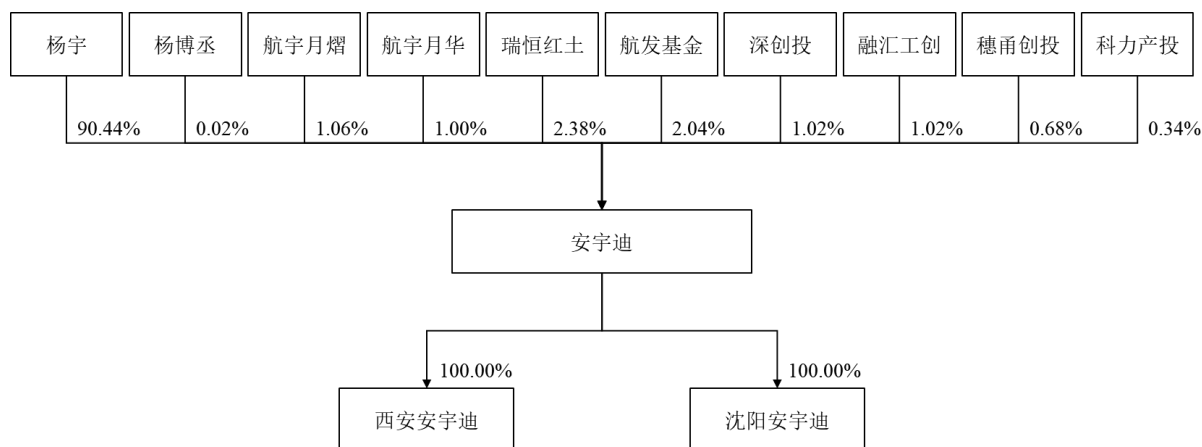 杨宇 杨博丞 航宇月熠 航宇月华 瑞恒红土 航发基金 深创投 融汇工创 穗甬创投 科力产投
90.44% 0.02% 1.06% 1.00% 2.38% 2.04% 1.02% 1.02% 0.68% 0.34%
安宇迪
100.00% 100.00%
西安安宇迪 沈阳安宇迪